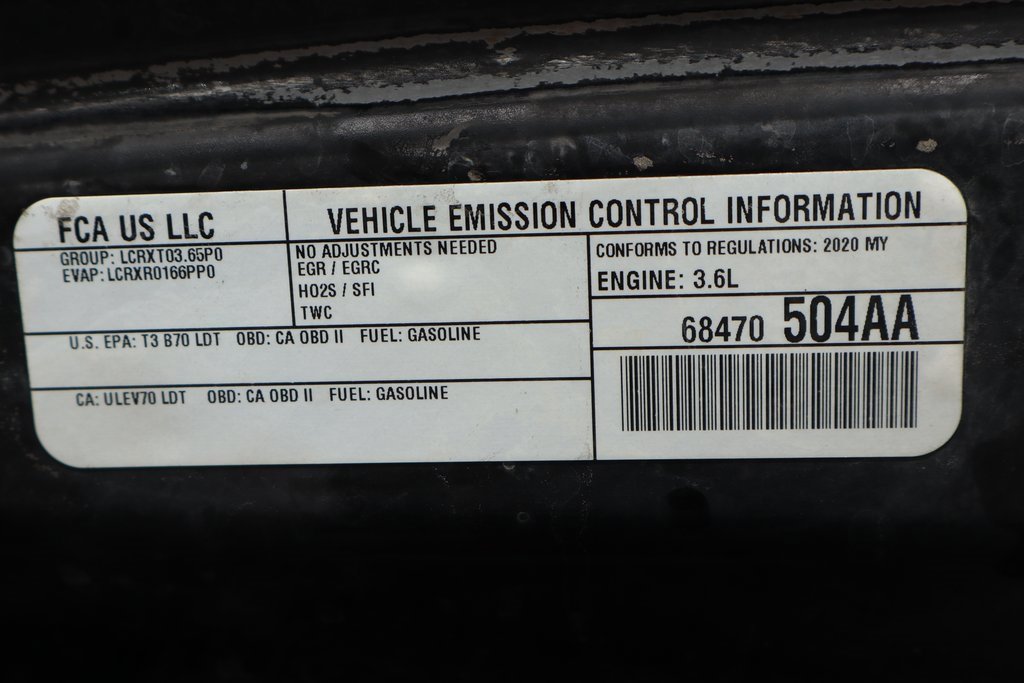 FCA US LLC
VEHICLE EMISSION CONTROL INFORMATION
GROUP: LCRXT03.65P0
EVAP: LCRXR0166PP0
NO ADJUSTMENTS NEEDED
EGR / EGRC
HO2S / SFI
TWC
CONFORMS TO REGULATIONS: 2020 MY
ENGINE: 3.6L
68470 504AA
U.S. EPA: T3 B70 LDT OBD: CA OBD II FUEL: GASOLINE
CA: ULEV70 LDT OBD: CA OBD II FUEL: GASOLINE